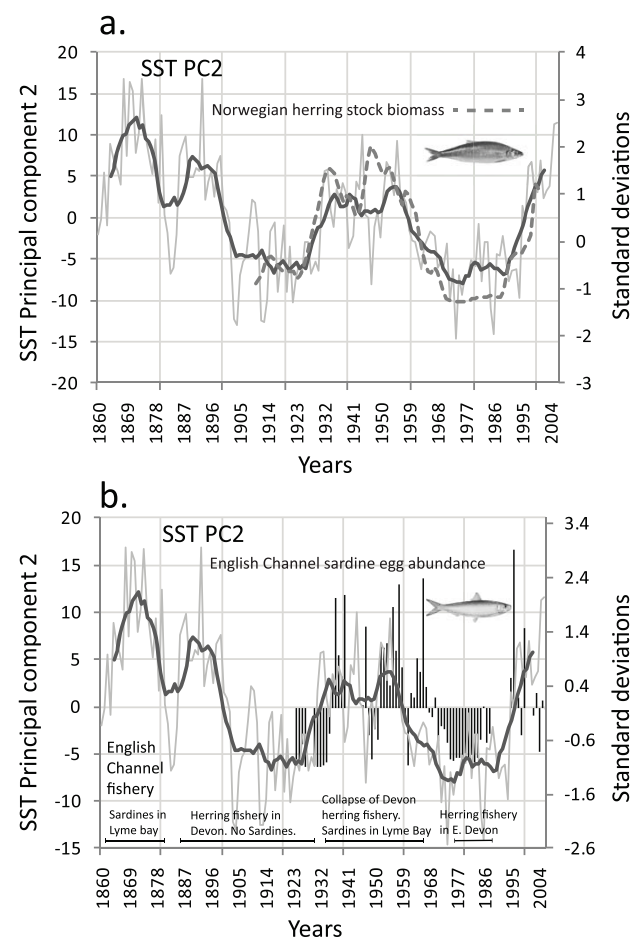 a.
SST PC2
Norwegian herring stock biomass
SST Principal component 2
20
15
10
5
0
-5
-10
-15
-20
Standard deviations
4
3
2
1
0
-1
-2
-3
1860 1869 1878 1887 1896 1905 1914 1923 1932 1941 1950 1959 1968 1977 1986 1995 2004
Years
b.
SST PC2
English Channel sardine egg abundance
SST Principal component 2
20
15
10
5
0
-5
-10
-15
Standard deviations
3.4
2.4
1.4
0.4
-0.6
-1.6
-2.6
English
Channel
fishery
Sardines in
Lyme bay
Herring fishery in
Devon. No Sardines.
Collapse of Devon
herring fishery.
Sardines in Lyme Bay
Herring fishery
in E. Devon
1860 1869 1878 1887 1896 1905 1914 1923 1932 1941 1950 1959 1968 1977 1986 1995 2004
Years